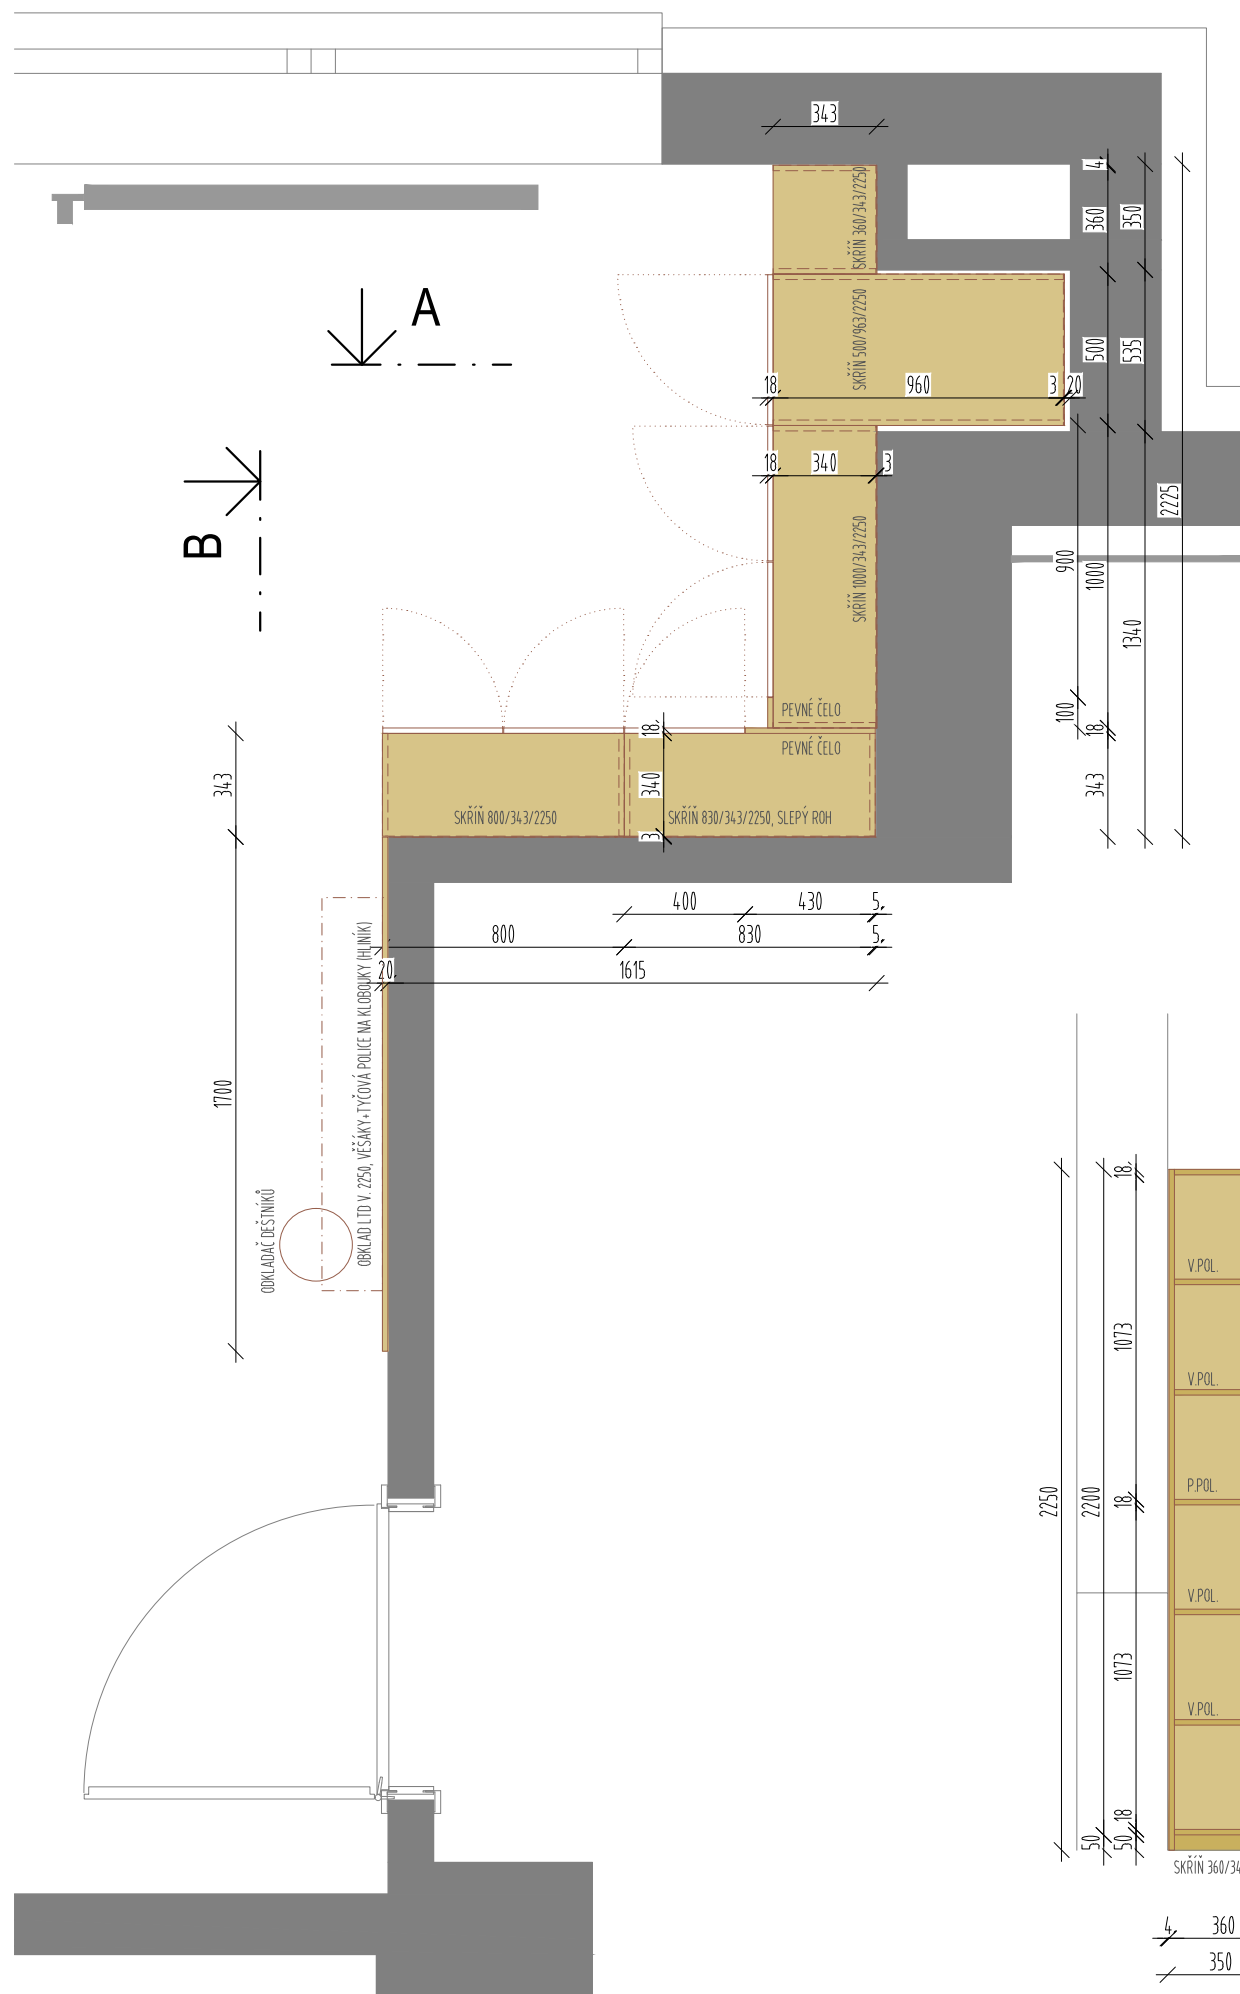 343
4.
360
350
SKŘÍŇ 360/343/2250
A
SKŘÍŇ 500/963/2250
500
535
18.
960
3
20
18.
340
3
B
2225
SKŘÍŇ 1000/343/2250
900
1000
1340
PEVNÉ ČELO
100
18
18.
PEVNÉ ČELO
343
340
343
SKŘÍŇ 800/343/2250
SKŘÍŇ 830/343/2250, SLEPÝ ROH
3
400
430
5.
800
830
5.
20.
1615
1700
OBKLAD LTD V. 2250, VĚŠÁKY+TYČOVÁ POLICE NA KLOBOUKY (HLINÍK)
ODKLADAČ DEŠTNÍKŮ
18.
V.POL.
1073
V.POL.
P.POL.
2250
2200
18.
V.POL.
1073
V.POL.
18
50
50
SKŘÍŇ 360/34
4.
360
350